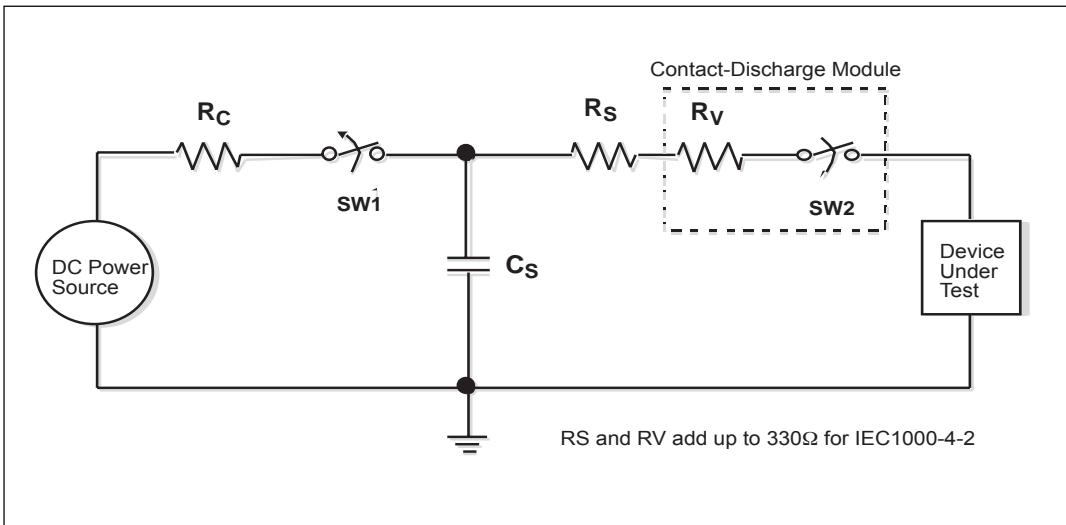 Contact-Discharge Module
RC
RS
RV
SW1
SW2
DC Power
Source
CS
Device
Under
Test
RS and RV add up to 330Ω for IEC1000-4-2